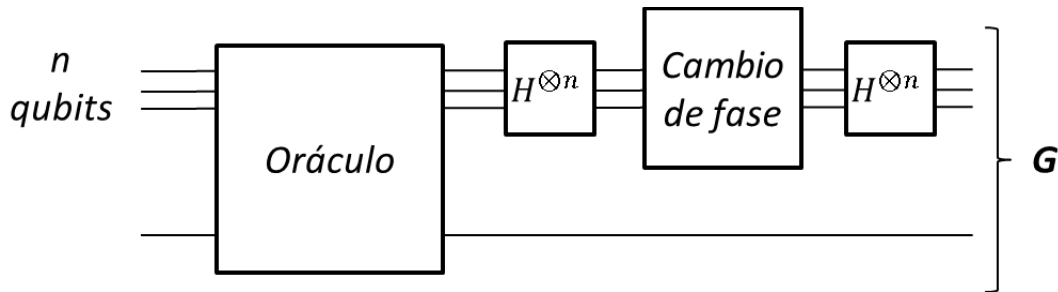 n
qubits
Oráculo
H⊗n
Cambio
de fase
H⊗n
G